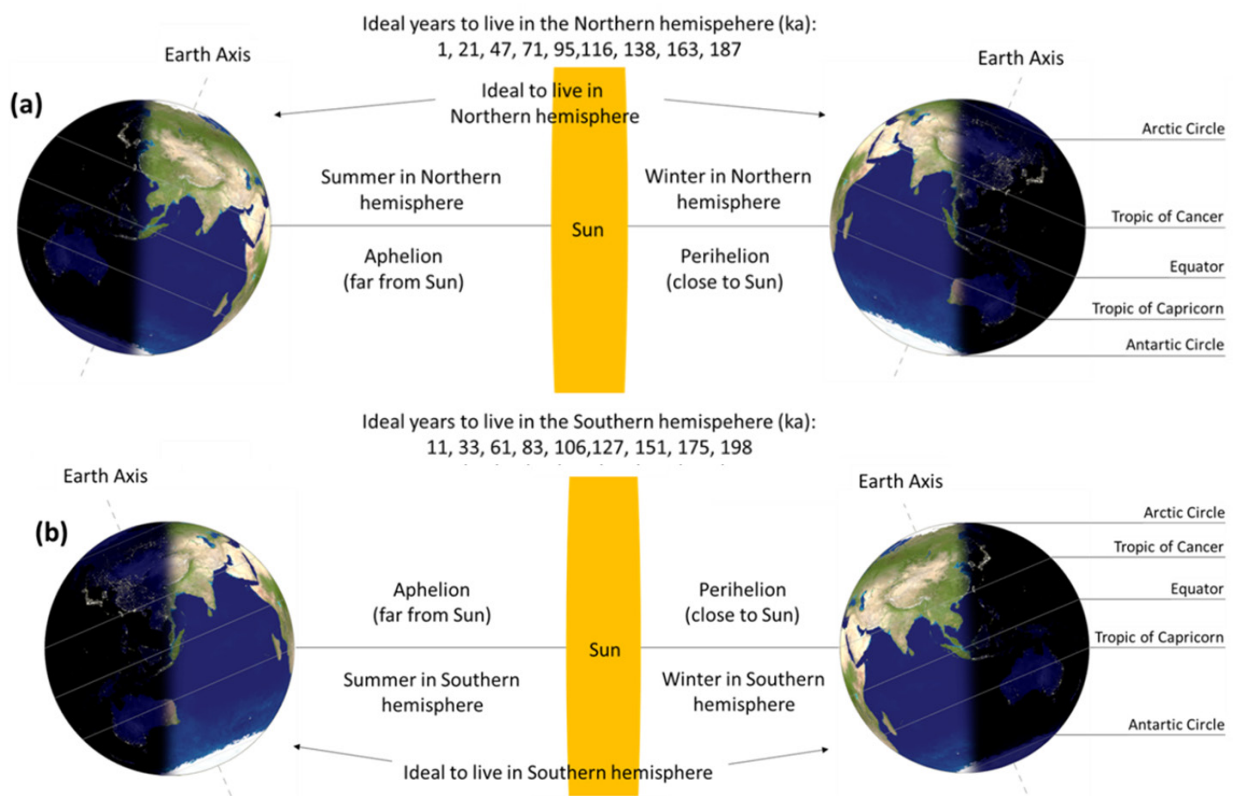 Ideal years to live in the Northern hemispehere (ka):
1, 21, 47, 71, 95,116, 138, 163, 187
Earth Axis
Earth Axis
(a)
Ideal to live in
Northern hemisphere
Arctic Circle
Summer in Northern
hemisphere
Winter in Northern
hemisphere
Sun
Tropic of Cancer
Aphelion
(far from Sun)
Perihelion
(close to Sun)
Equator
Tropic of Capricorn
Antartic Circle
Ideal years to live in the Southern hemispehere (ka):
11, 33, 61, 83, 106,127, 151, 175, 198
Earth Axis
Earth Axis
(b)
Arctic Circle
Tropic of Cancer
Aphelion
(far from Sun)
Perihelion
(close to Sun)
Equator
Sun
Tropic of Capricorn
Summer in Southern
hemisphere
Winter in Southern
hemisphere
Antartic Circle
Ideal to live in Southern hemisphere